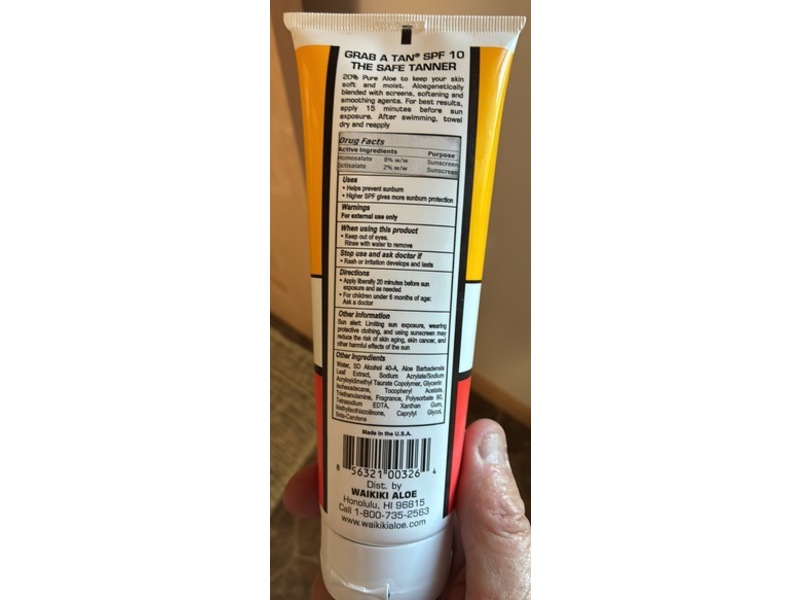 GRAB A TAN® SPF 10
THE SAFE TANNER
20% Pure Aloe to keep your skin
soft and moist. Aloegenetically
blended with screens, softening and
smoothing agents. For best results,
apply 15 minutes before sun
exposure. After swimming, towel
dry and reapply
Drug Facts
Active Ingredients Purpose
Homosalate 8% w/w Sunscreen
Octisalate 2% w/w Sunscreen
Uses
• Helps prevent sunburn
• Higher SPF gives more sunburn protection
Warnings
For external use only
When using this product
• Keep out of eyes.
Rinse with water to remove
Stop use and ask doctor if
• Rash or irritation develops and lasts
Directions
• Apply liberally 20 minutes before sun
exposure and as needed
• For children under 6 months of age:
Ask a doctor
Other Information
Sun alert: Limiting sun exposure, wearing
protective clothing, and using sunscreen may
reduce the risk of skin aging, skin cancer, and
other harmful effects of the sun
Other Ingredients
Water, SD Alcohol 40-A, Aloe Barbadensis
Leaf Extract, Sodium Acrylate/Sodium
Acryloyldimethyl Taurate Copolymer, Glycerin
Isohexadecane, Tocopheryl Acetate,
Triethanolamine, Fragrance, Polysorbate 80,
Tetrasodium EDTA, Xanthan Gum,
Methylisothiazolinone, Caprylyl Glycol,
Beta-Carotene
Made in the U.S.A.
8 56321 00326 4
Dist. by
WAIKIKI ALOE
Honolulu, HI 96815
Call 1-800-735-2563
www.waikikialoe.com